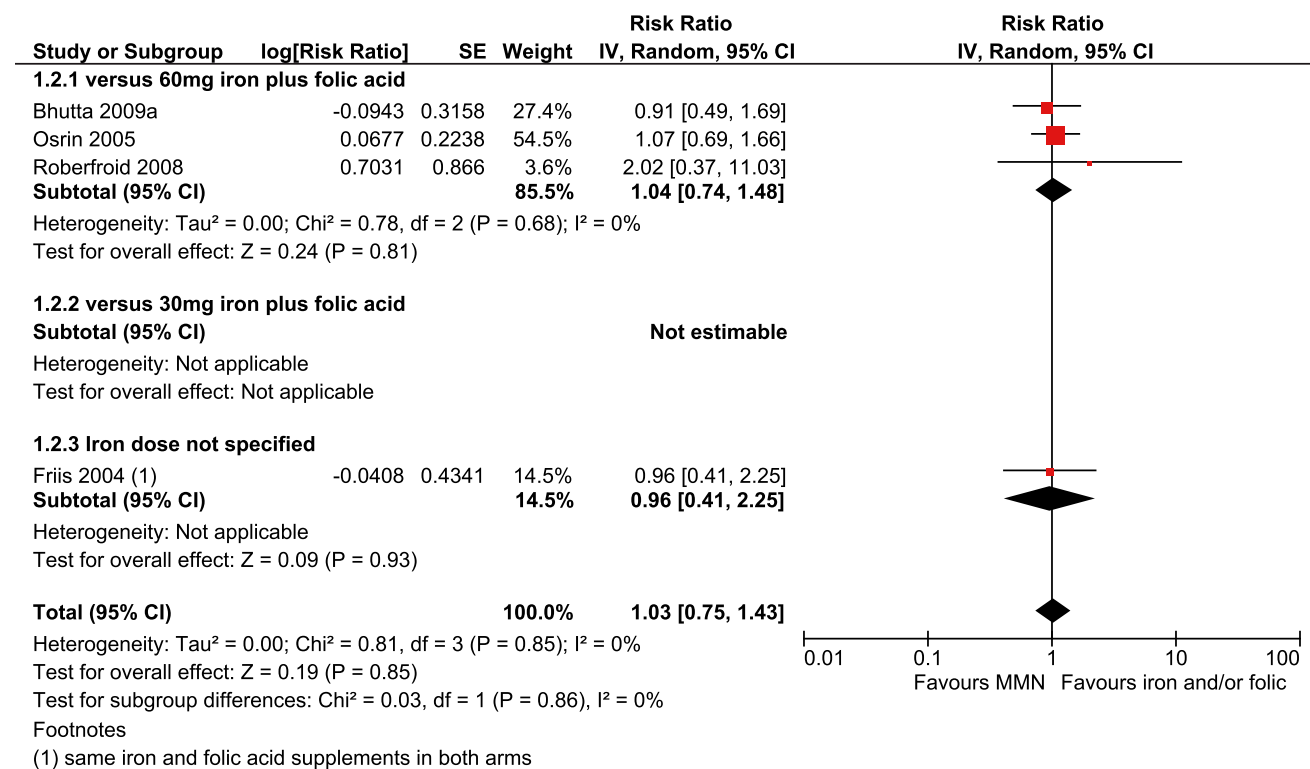 Risk Ratio Risk Ratio
Study or Subgroup log[Risk Ratio] SE Weight IV, Random, 95% CI IV, Random, 95% CI
1.2.1 versus 60mg iron plus folic acid
Bhutta 2009a -0.0943 0.3158 27.4% 0.91 [0.49, 1.69]
Osrin 2005 0.0677 0.2238 54.5% 1.07 [0.69, 1.66]
Roberfroid 2008 0.7031 0.866 3.6% 2.02 [0.37, 11.03]
Subtotal (95% CI) 85.5% 1.04 [0.74, 1.48]
Heterogeneity: Tau² = 0.00; Chi² = 0.78, df = 2 (P = 0.68); I² = 0%
Test for overall effect: Z = 0.24 (P = 0.81)
1.2.2 versus 30mg iron plus folic acid
Subtotal (95% CI) Not estimable
Heterogeneity: Not applicable
Test for overall effect: Not applicable
1.2.3 Iron dose not specified
Friis 2004 (1) -0.0408 0.4341 14.5% 0.96 [0.41, 2.25]
Subtotal (95% CI) 14.5% 0.96 [0.41, 2.25]
Heterogeneity: Not applicable
Test for overall effect: Z = 0.09 (P = 0.93)
Total (95% CI) 100.0% 1.03 [0.75, 1.43]
Heterogeneity: Tau² = 0.00; Chi² = 0.81, df = 3 (P = 0.85); I² = 0%
0.01 0.1 1 10 100
Test for overall effect: Z = 0.19 (P = 0.85)
Favours MMN Favours iron and/or folic
Test for subgroup differences: Chi² = 0.03, df = 1 (P = 0.86), I² = 0%
Footnotes
(1) same iron and folic acid supplements in both arms